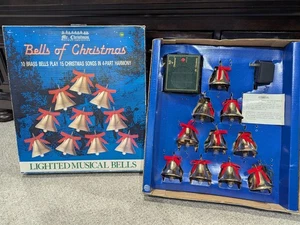 Mr. Christmas
Bells of Christmas
10 BRASS BELLS PLAY 15 CHRISTMAS SONGS IN 4-PART HARMONY
LIGHTED MUSICAL BELLS